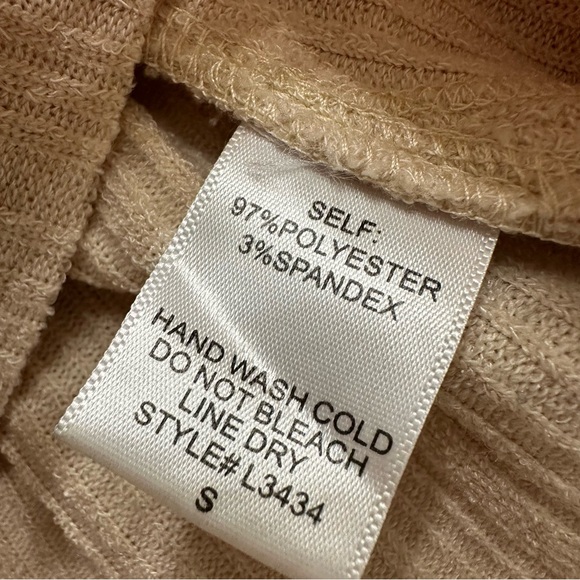 SELF:
97%POLYESTER
3%SPANDEX
HAND WASH COLD
DO NOT BLEACH
LINE DRY
STYLE# L3434
S